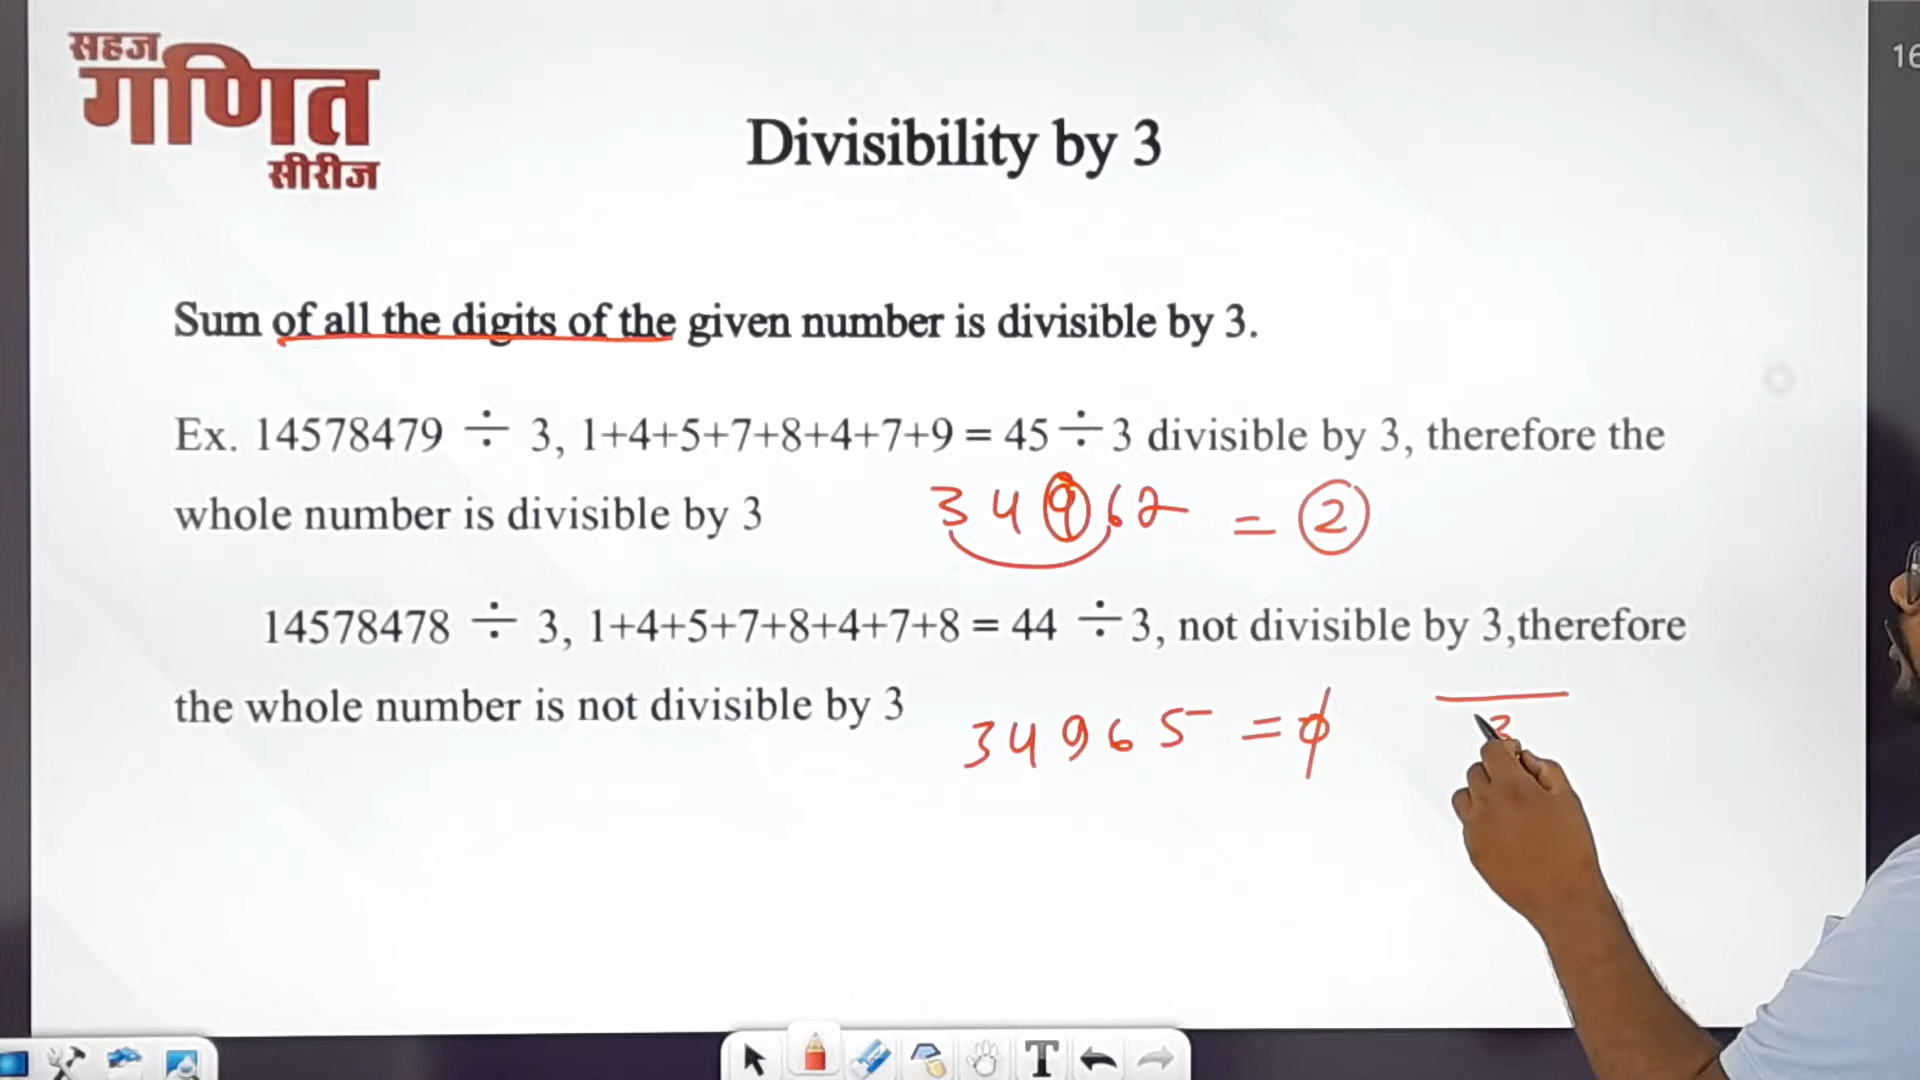 सहज
गणित
सीरीज
16
Divisibility by 3
Sum of all the digits of the given number is divisible by 3.
Ex. 14578479 ÷ 3, 1+4+5+7+8+4+7+9 = 45 ÷ 3 divisible by 3, therefore the
whole number is divisible by 3
34962 = 2
14578478 ÷ 3, 1+4+5+7+8+4+7+8 = 44 ÷ 3, not divisible by 3,therefore
the whole number is not divisible by 3
34965 = 0
3
T